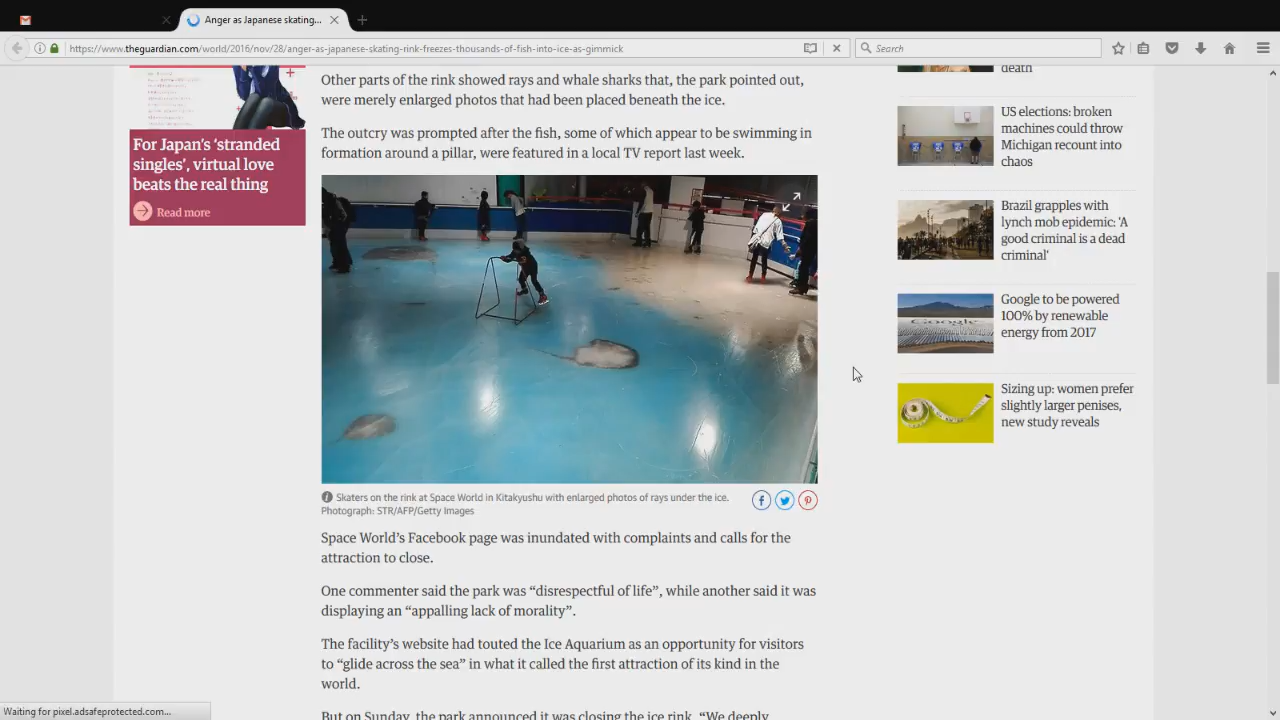 Anger as Japanese skating...
https://www.theguardian.com/world/2016/nov/28/anger-as-japanese-skating-rink-freezes-thousands-of-fish-into-ice-as-gimmick
Search
For Japan's 'stranded
singles', virtual love
beats the real thing
Read more
Other parts of the rink showed rays and whale sharks that, the park pointed out,
were merely enlarged photos that had been placed beneath the ice.
The outcry was prompted after the fish, some of which appear to be swimming in
formation around a pillar, were featured in a local TV report last week.
Skaters on the rink at Space World in Kitakyushu with enlarged photos of rays under the ice.
Photograph: STR/AFP/Getty Images
Space World's Facebook page was inundated with complaints and calls for the
attraction to close.
One commenter said the park was “disrespectful of life”, while another said it was
displaying an “appalling lack of morality”.
The facility's website had touted the Ice Aquarium as an opportunity for visitors
to “glide across the sea” in what it called the first attraction of its kind in the
world.
But on Sunday, the park announced it was closing the ice rink. “We deeply
death
US elections: broken
machines could throw
Michigan recount into
chaos
Brazil grapples with
lynch mob epidemic: 'A
good criminal is a dead
criminal'
Google to be powered
100% by renewable
energy from 2017
Sizing up: women prefer
slightly larger penises,
new study reveals
Waiting for pixel.adsafeprotected.com...